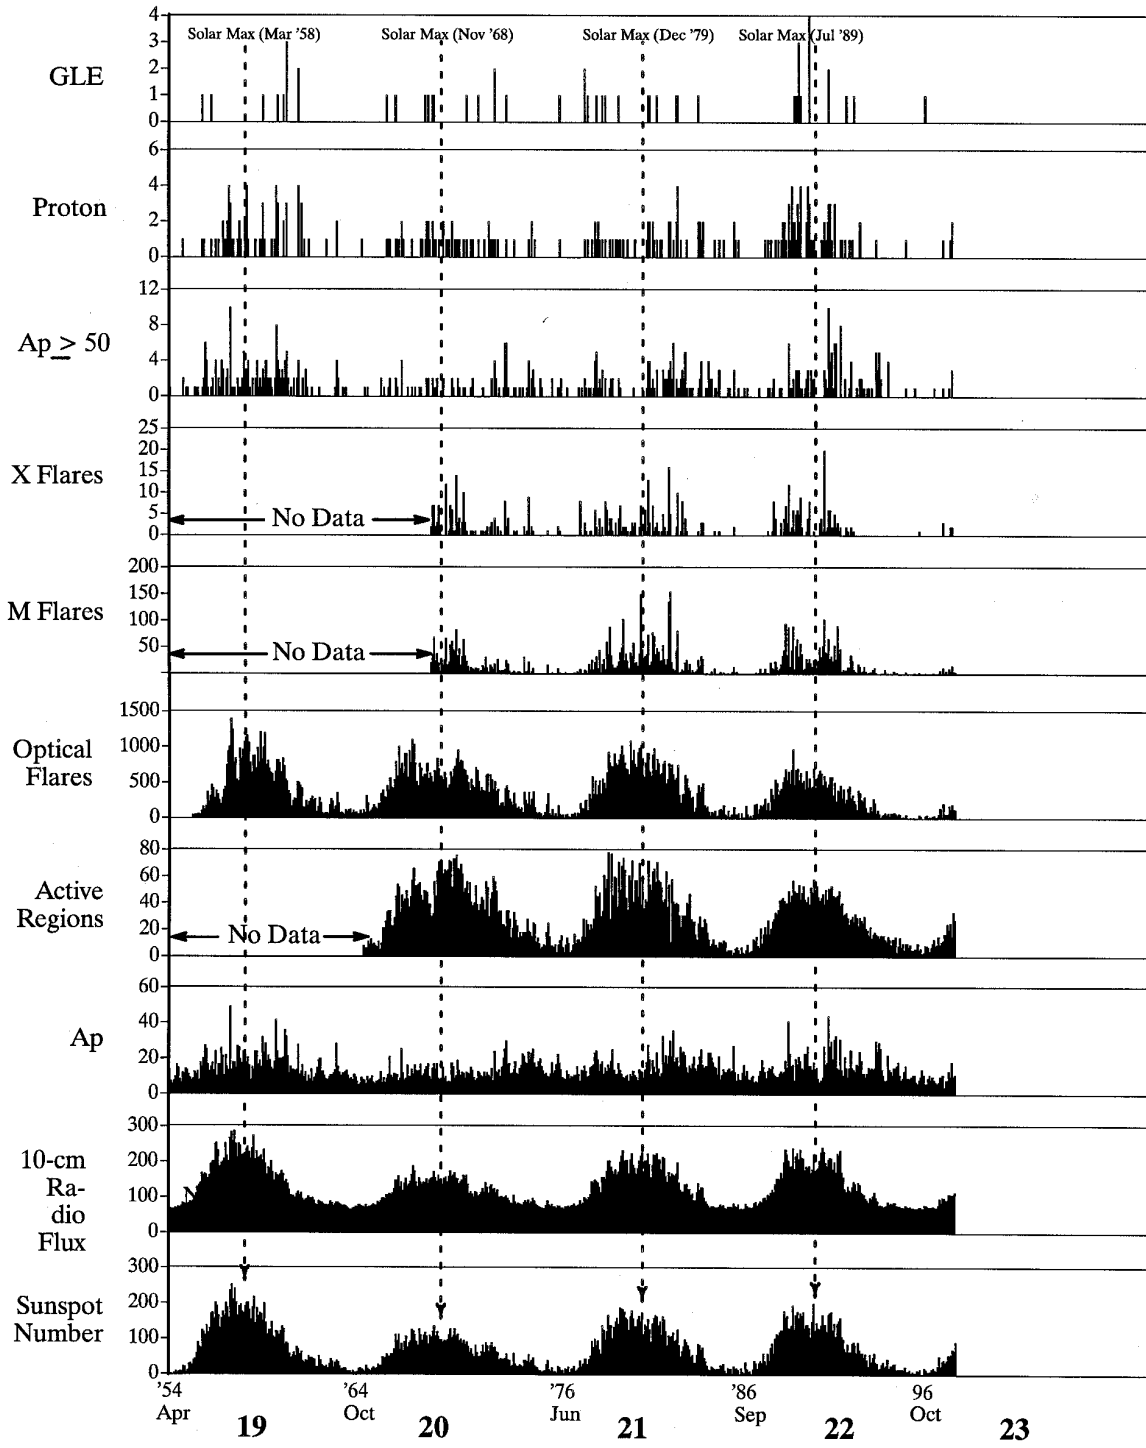 Solar Max (Mar '58) Solar Max (Nov '68) Solar Max (Dec '79) Solar Max (Jul '89)
GLE
4
3
2
1
0
Proton
6
4
2
0
Ap > 50
12
8
4
0
X Flares
25
20
15
10
5
0
No Data
M Flares
200
150
100
50
No Data
Optical
Flares
1500
1000
500
0
Active
Regions
80
60
40
20
0
No Data
Ap
60
40
20
0
10-cm
Ra-
dio
Flux
300
200
100
0
Sunspot
Number
300
200
100
0
'54 '64 '76 '86 96
Apr Oct Jun Sep Oct
19 20 21 22 23